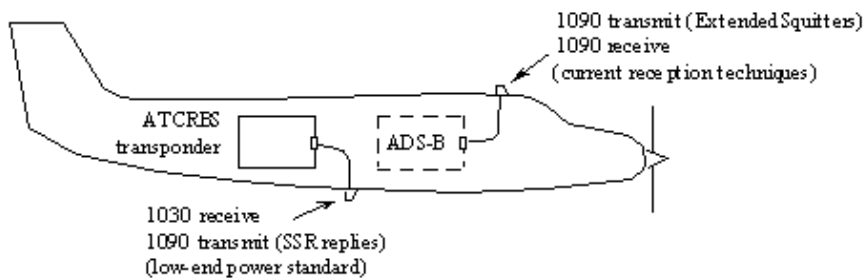 1090 transmit (Extended Squitters)
1090 receive
(current reception techniques)
ATCRBS
transponder
ADS-B
1030 receive
1090 transmit (SSR replies)
(low-end power standard)